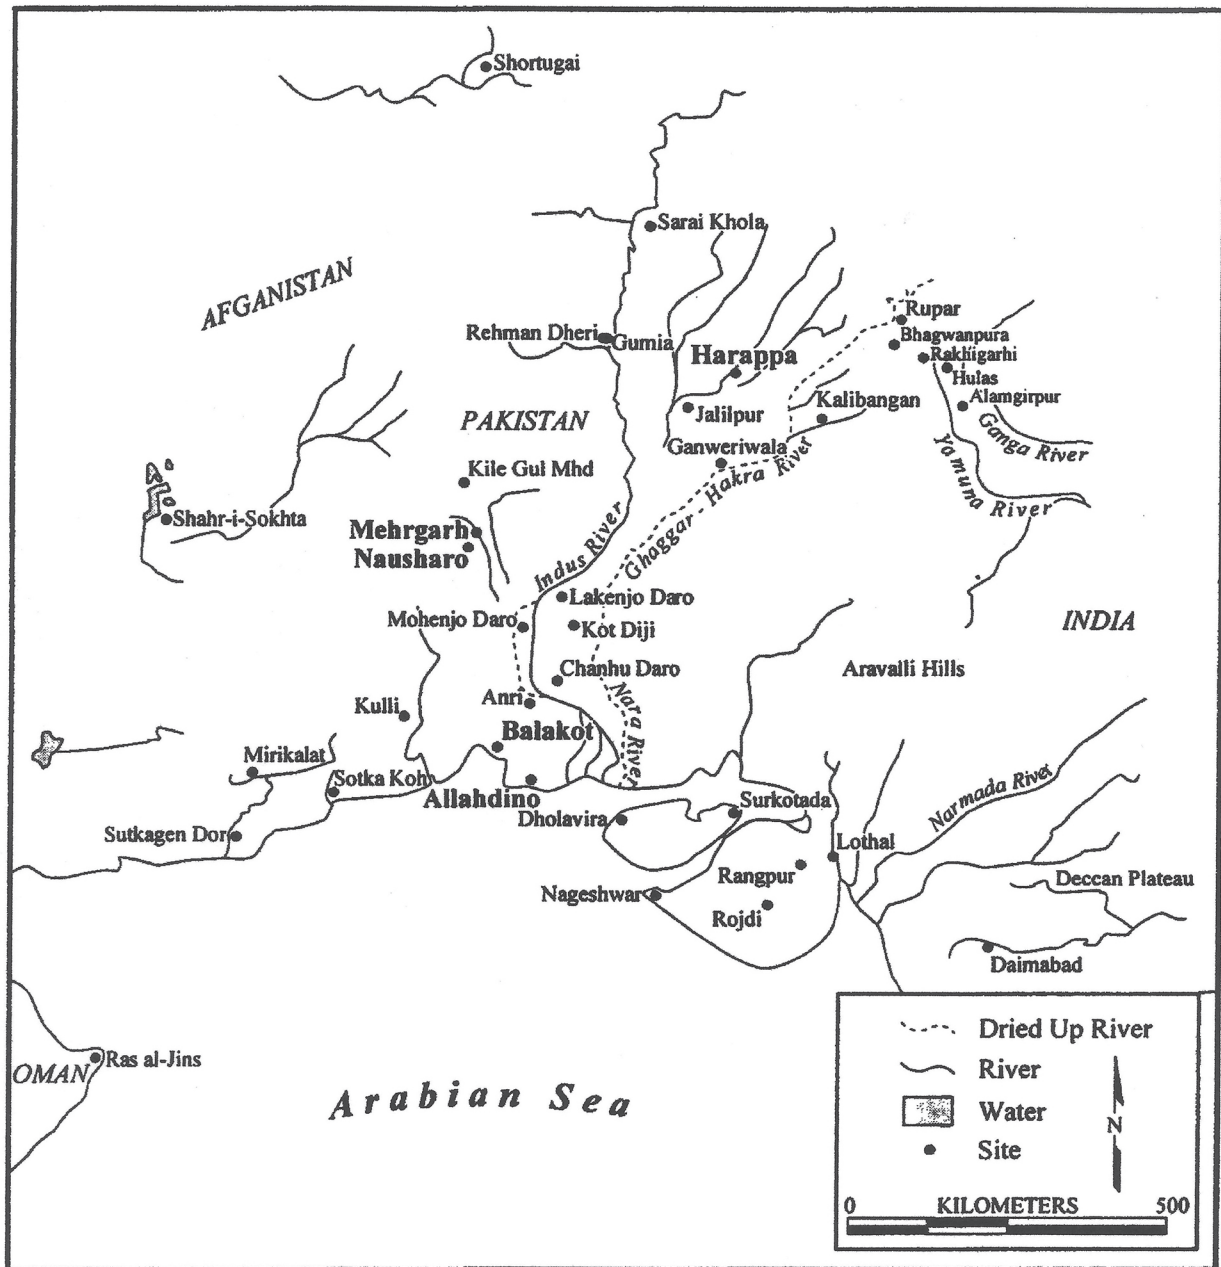 Shortugai
Sarai Khola
AFGANISTAN
Rehman Dheri
Gumia
Harappa
Rupar
Bhagwanpura
Rakhigarhi
Hulas
Alamgirpur
Jalilpur
Kalibangan
PAKISTAN
Ganweriwala
Ganga River
Yamuna River
Kile Gul Mhd
Ghaggar - Hakra River
Shahr-i-Sokhta
Mehrgarh
Nausharo
Indus River
Lakenjo Daro
Mohenjo Daro
Kot Diji
INDIA
Chanhu Daro
Aravalli Hills
Anri
Nara River
Kulli
Balakot
Mirikalat
Sotka Koh
Allahdino
Narmada River
Surkotada
Dholavira
Sutkagen Dor
Lothal
Rangpur
Deccan Plateau
Nageshwar
Rojdi
Daimabad
OMAN
Ras al-Jins
Arabian Sea
Dried Up River
River
Water
Site
N
0 KILOMETERS 500